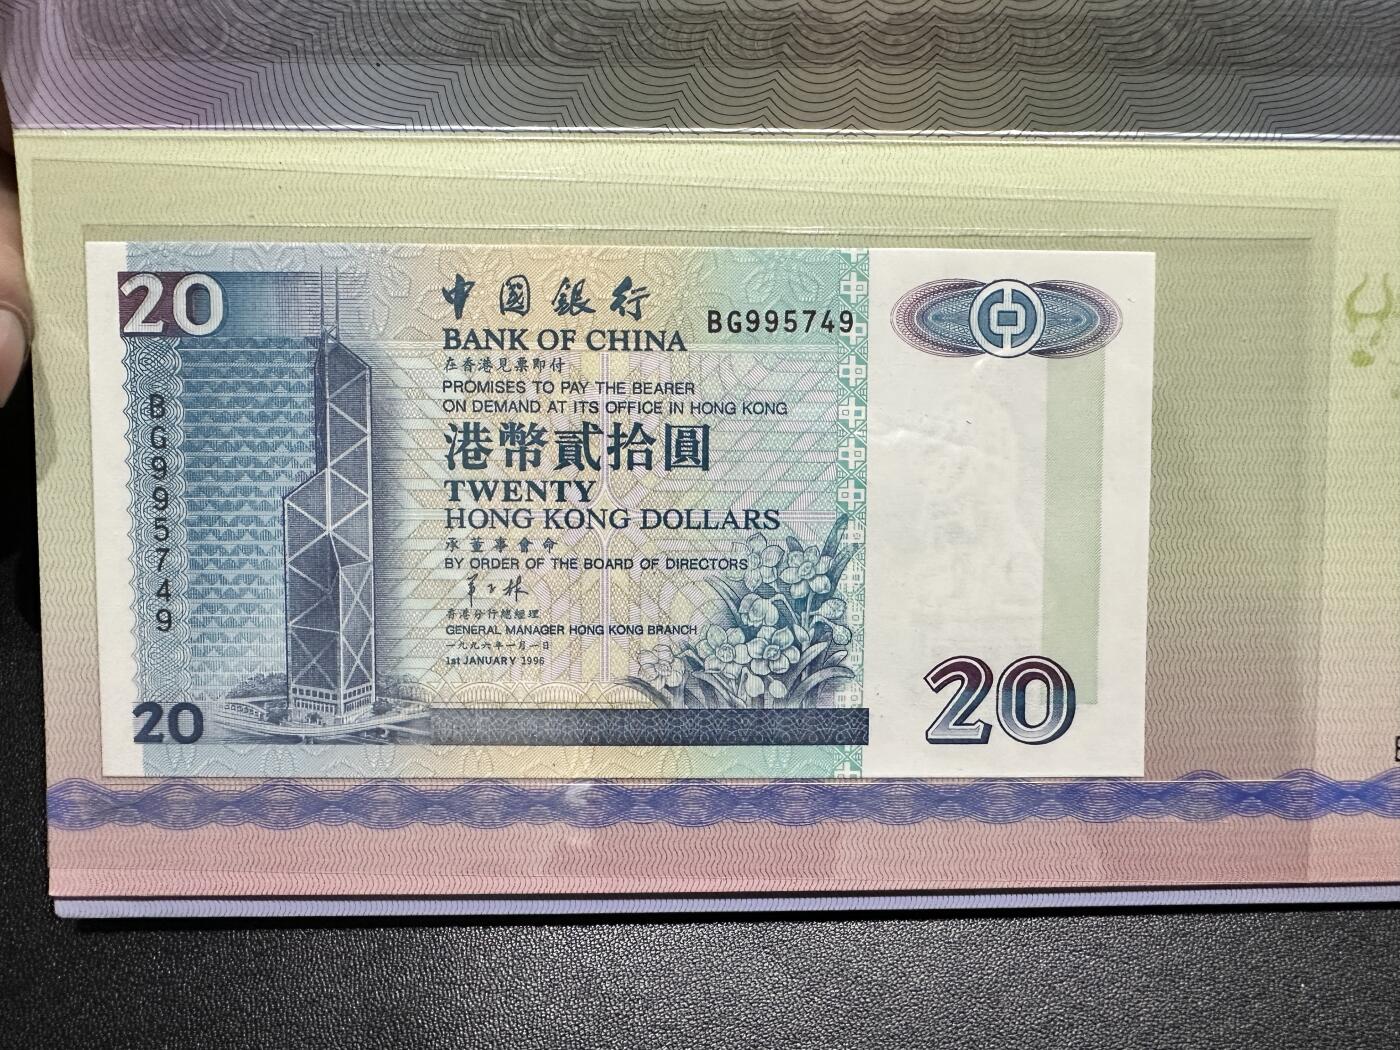 20
中國銀行
BANK OF CHINA
BG995749
在香港見票即付
PROMISES TO PAY THE BEARER
ON DEMAND AT ITS OFFICE IN HONG KONG
港幣貳拾圓
TWENTY
HONG KONG DOLLARS
承董事會命
BY ORDER OF THE BOARD OF DIRECTORS
香港分行總經理
GENERAL MANAGER HONG KONG BRANCH
一九九六年一月一日
1st JANUARY 1996
BG995749
20
20